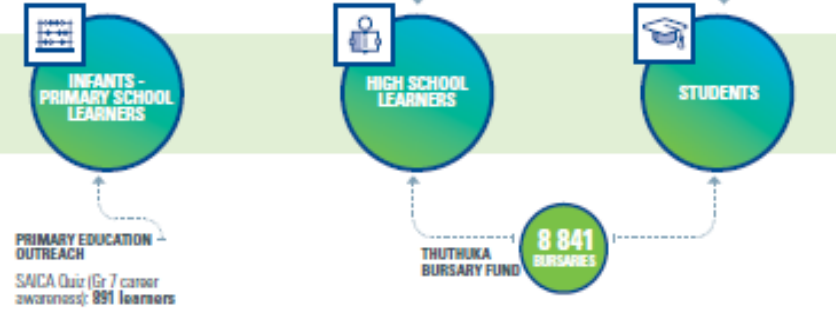 INFANTS -
PRIMARY SCHOOL
LEARNERS
HIGH SCHOOL
LEARNERS
STUDENTS
PRIMARY EDUCATION
OUTREACH
SAICA Quiz (Gr 7 career
awareness): 891 learners
THUTHUKA
BURSARY FUND
8 841
BURSARIES